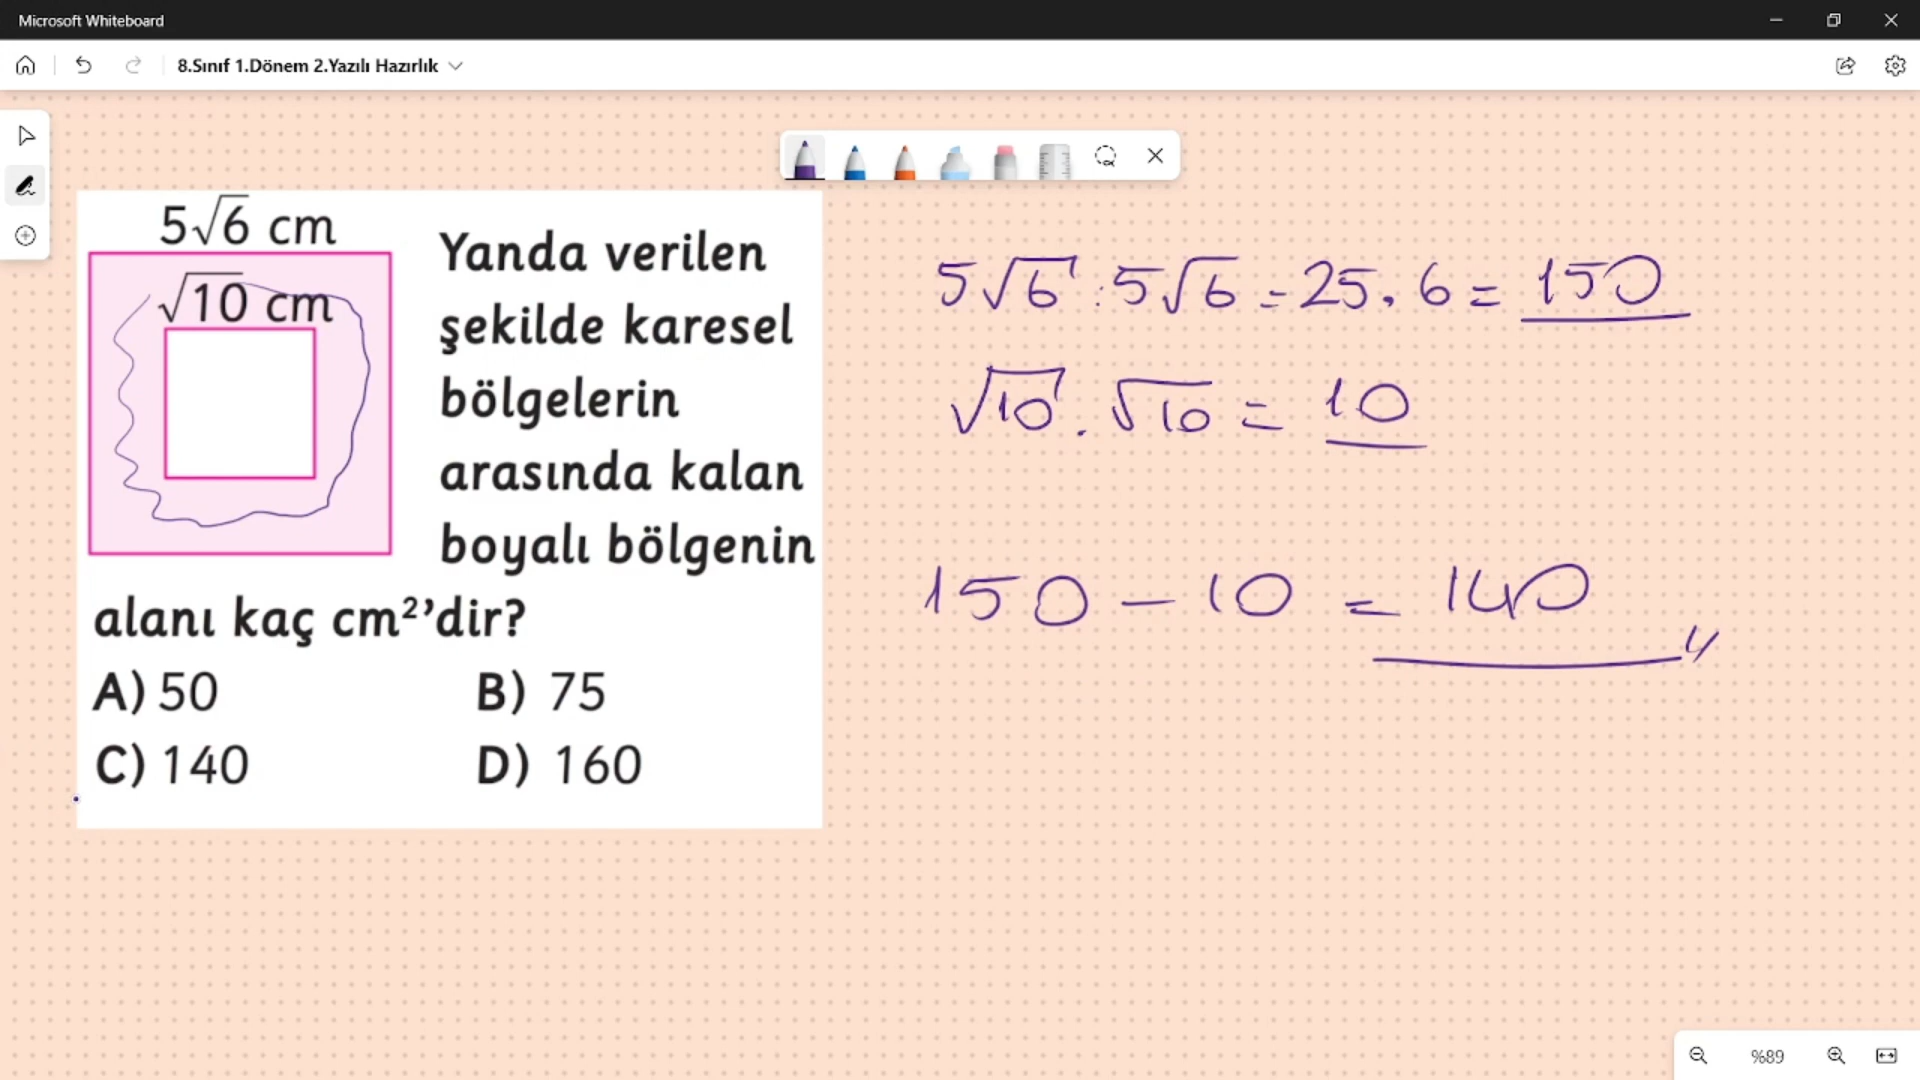 Microsoft Whiteboard
8.Sınıf 1.Dönem 2.Yazılı Hazırlık
5√6 cm
√10 cm
Yanda verilen
şekilde karesel
bölgelerin
arasında kalan
boyalı bölgenin
alanı kaç cm²'dir?
A) 50
B) 75
C) 140
D) 160
5√6 . 5√6 = 25 . 6 = 150
√10 . √10 = 10
150 - 10 = 140
%89